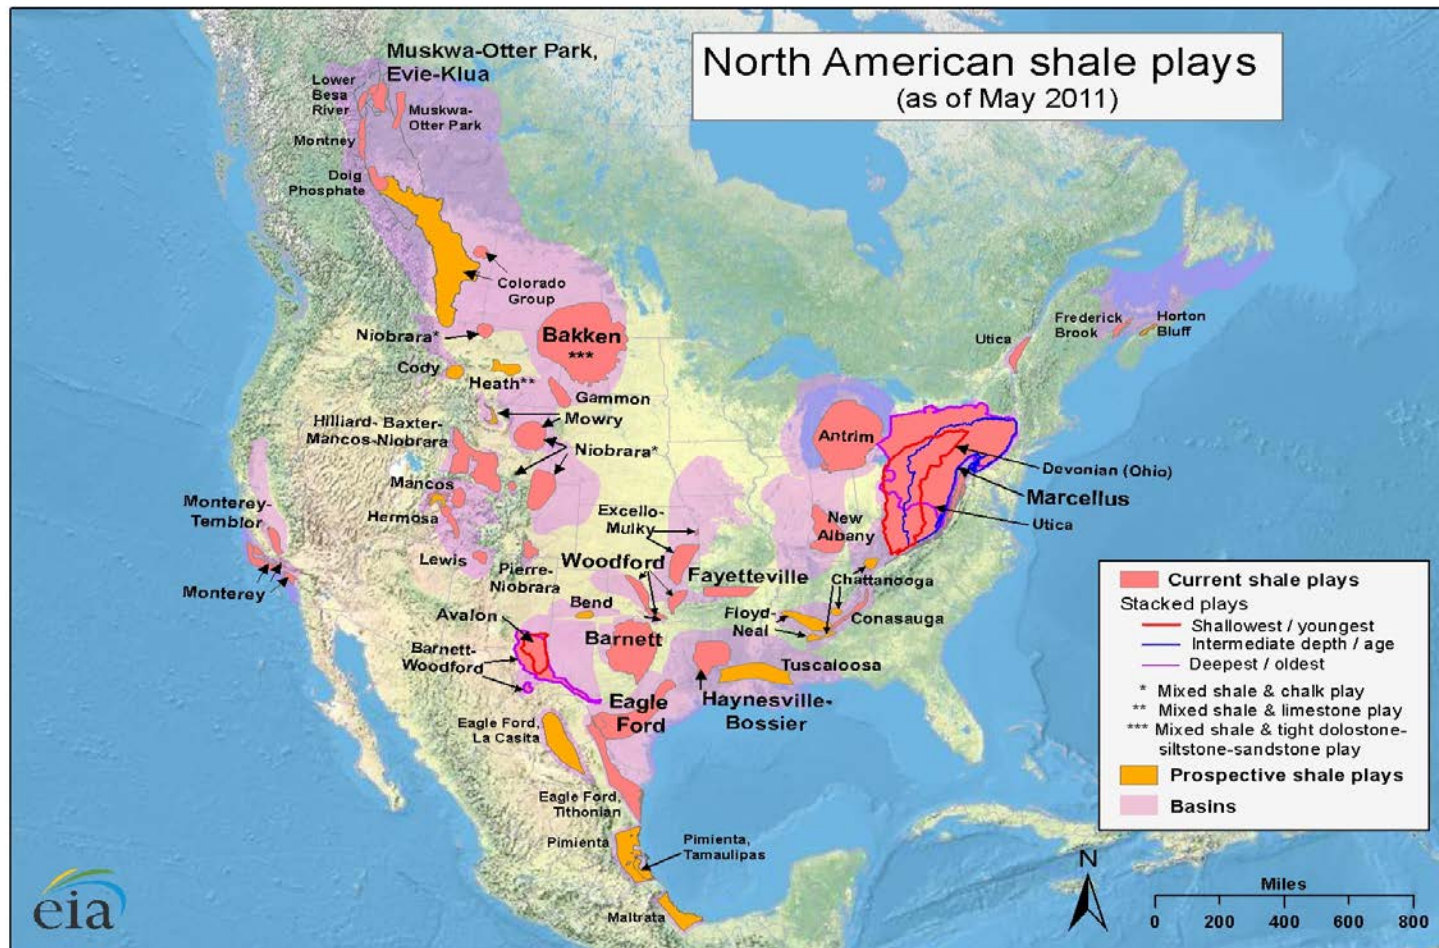 North American shale plays
(as of May 2011)
Muskwa-Otter Park,
Evie-Klua
Lower
Besa
River
Muskwa-
Otter Park
Montney
Doig
Phosphate
Colorado
Group
Niobrara*
Bakken
***
Cody
Heath**
Gammon
Mowry
Hilliard- Baxter-
Mancos-Niobrara
Niobrara*
Mancos
Hermosa
Monterey-
Temblor
Lewis
Pierre-
Niobrara
Monterey
Excello-
Mulky
Woodford
Fayetteville
Bend
Avalon
Barnett
Barnett-
Woodford
Eagle
Ford
Haynesville-
Bossier
Tuscaloosa
Floyd-
Neal
Chattanooga
Conasauga
New
Albany
Antrim
Utica
Frederick
Brook
Horton
Bluff
Devonian (Ohio)
Marcellus
Utica
Eagle Ford,
La Casita
Eagle Ford,
Tithonian
Pimienta
Pimienta,
Tamaulipas
Maltrata
Current shale plays
Stacked plays
Shallowest / youngest
Intermediate depth / age
Deepest / oldest
* Mixed shale & chalk play
** Mixed shale & limestone play
*** Mixed shale & tight dolostone-
siltstone-sandstone play
Prospective shale plays
Basins
N
Miles
0 200 400 600 800
eia